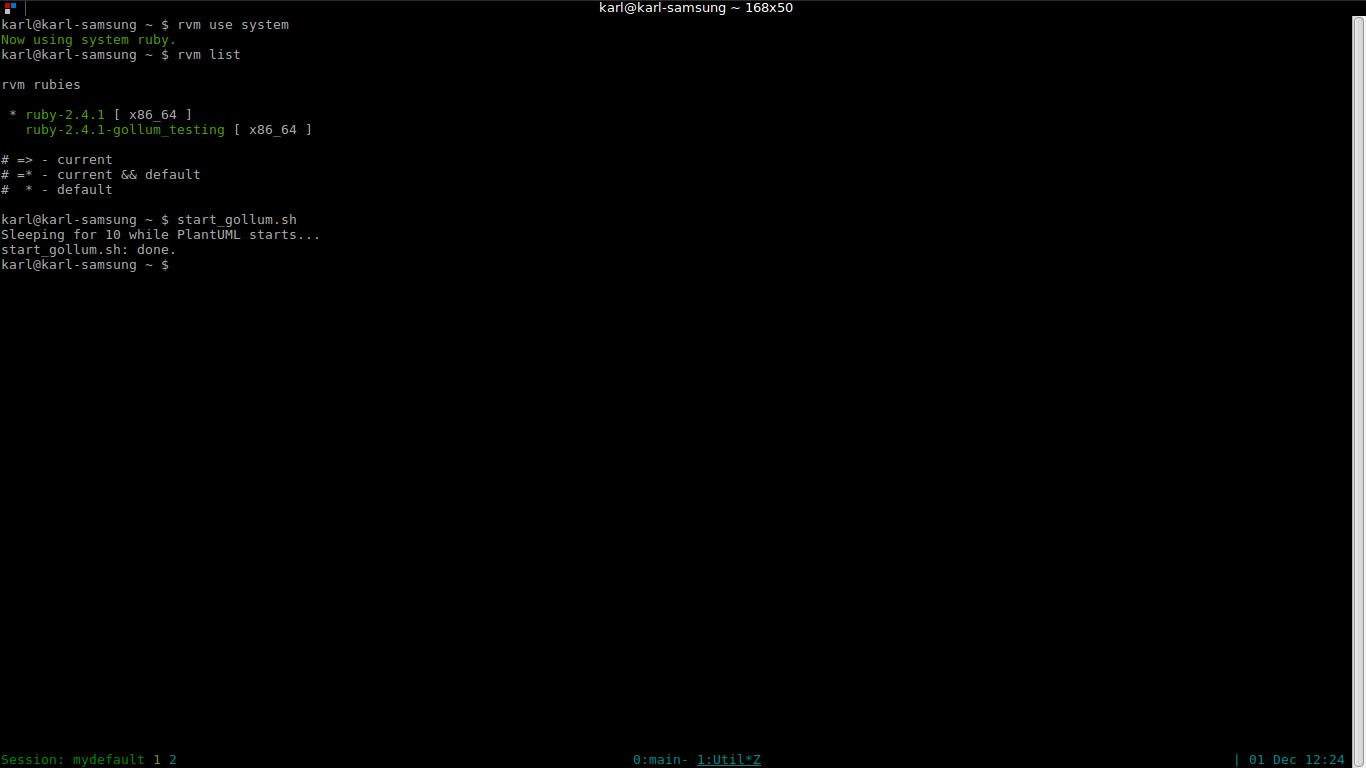 karl@karl-samsung ~ 168x50
karl@karl-samsung ~ $ rvm use system
Now using system ruby.
karl@karl-samsung ~ $ rvm list
rvm rubies
 * ruby-2.4.1 [ x86_64 ]
   ruby-2.4.1-gollum_testing [ x86_64 ]
# => - current
# =* - current && default
#  * - default
karl@karl-samsung ~ $ start_gollum.sh
Sleeping for 10 while PlantUML starts...
start_gollum.sh: done.
karl@karl-samsung ~ $
Session: mydefault 1 2 0:main- 1:Util*Z | 01 Dec 12:24